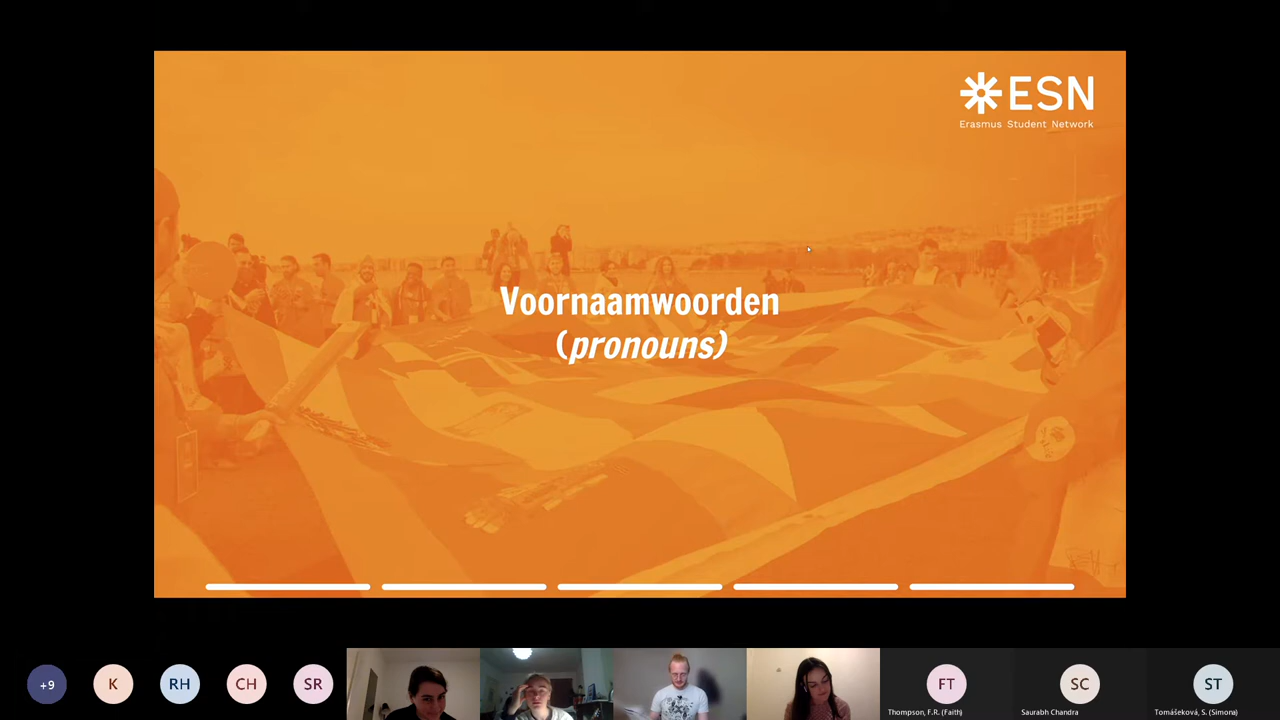 ESN
Erasmus Student Network
Voornaamwoorden
(pronouns)
+9
K
RH
CH
SR
FT
SC
ST
Thompson, F.R. (Faith)
Saurabh Chandra
Tomášeková, S. (Simona)